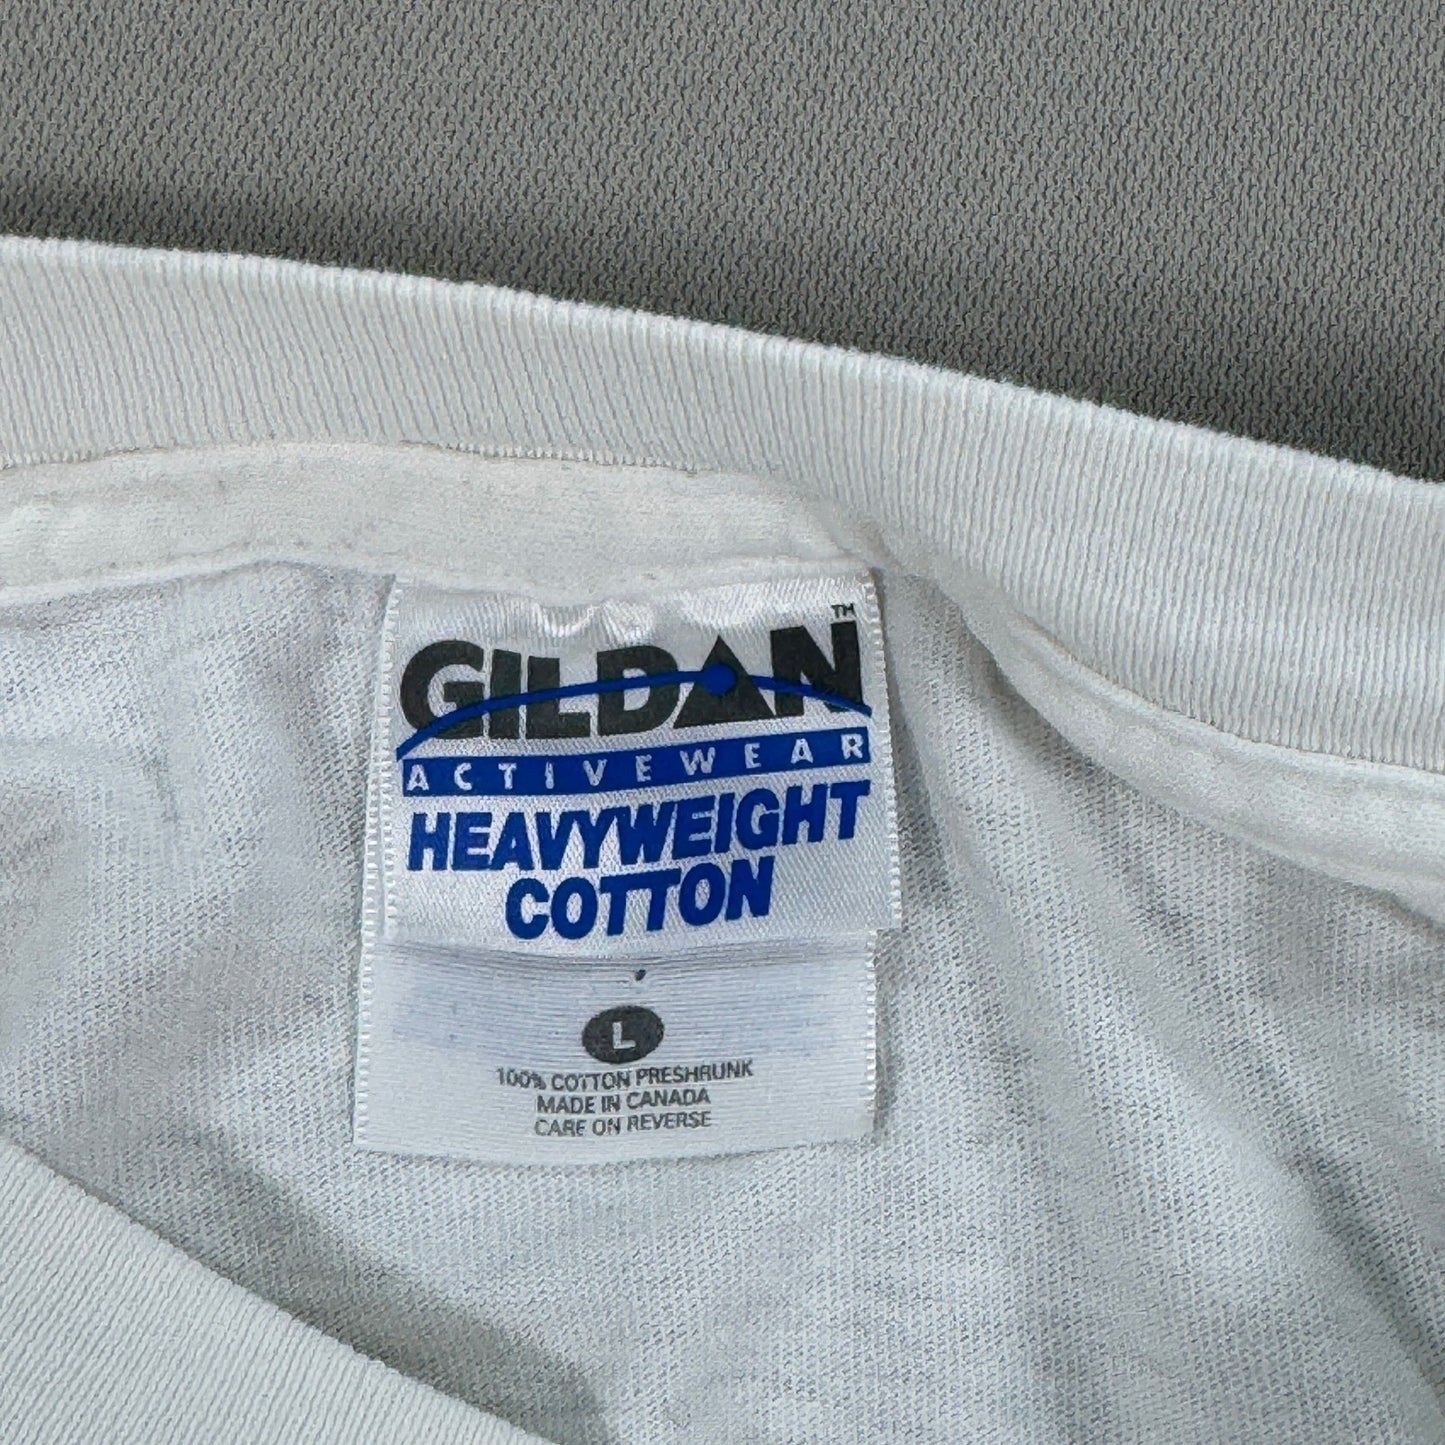 GILDAN™
ACTIVEWEAR
HEAVYWEIGHT
COTTON
L
100% COTTON PRESHRUNK
MADE IN CANADA
CARE ON REVERSE